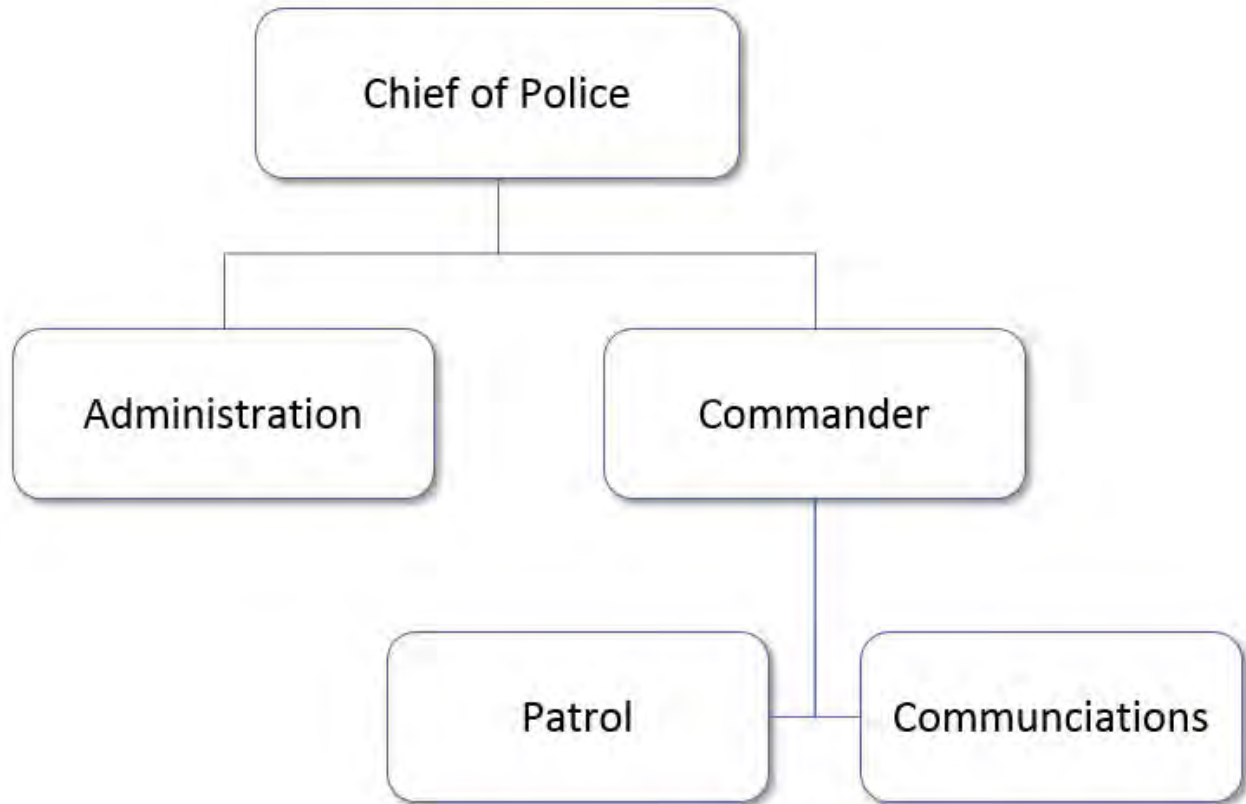 Chief of Police
Administration
Commander
Patrol
Communciations